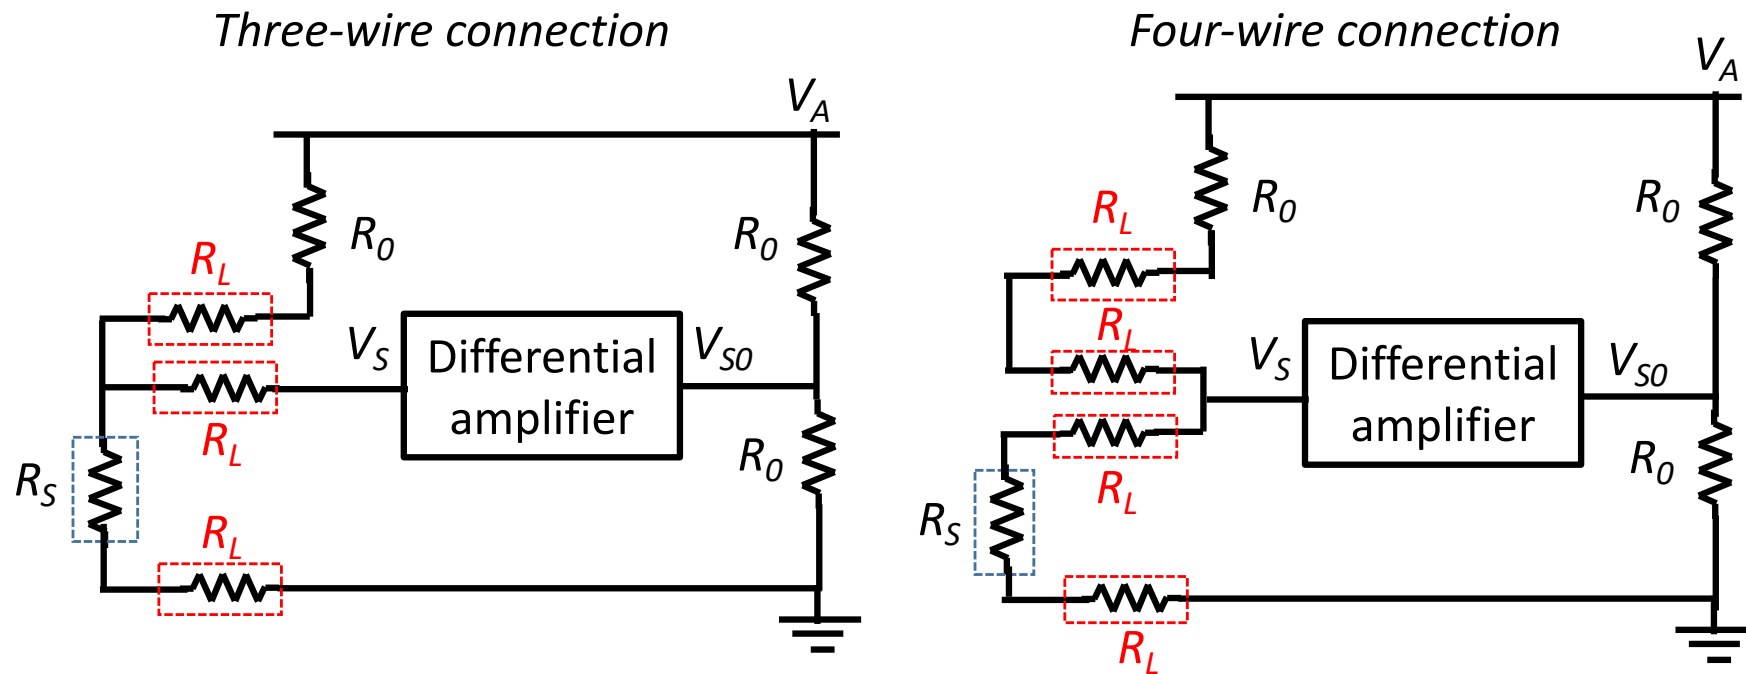 Three-wire connection
V_A
R_0
R_0
R_L
V_S
Differential
amplifier
V_S0
R_L
R_0
R_S
R_L
Four-wire connection
V_A
R_0
R_0
R_L
R_L
V_S
Differential
amplifier
V_S0
R_L
R_0
R_S
R_L